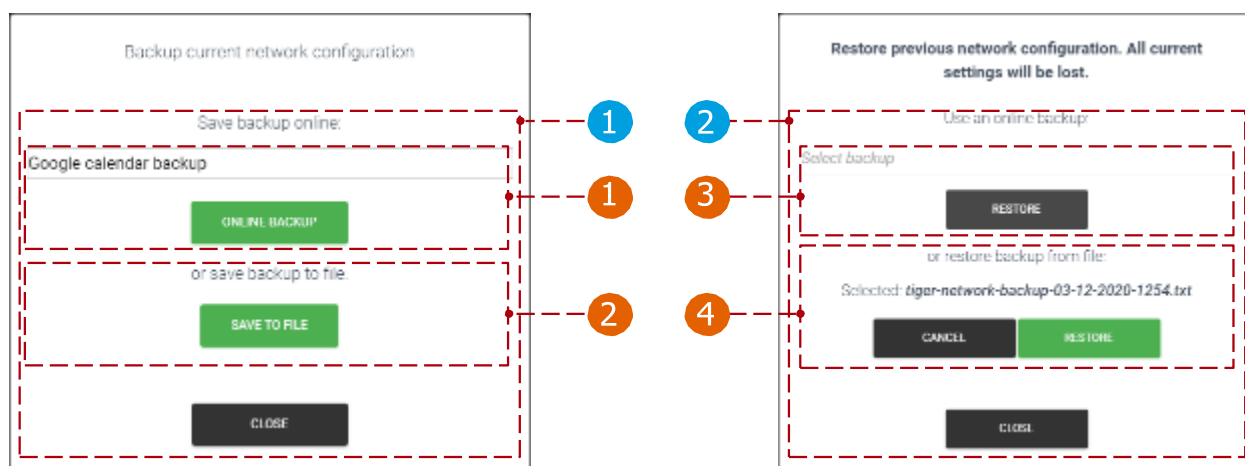 Backup current network configuration
Save backup online:
1
Google calendar backup
1
ONLINE BACKUP
or save backup to file:
2
SAVE TO FILE
CLOSE
Restore previous network configuration. All current
settings will be lost.
2
Use an online backup:
Select backup
3
RESTORE
or restore backup from file:
Selected: tiger-network-backup-03-12-2020-1254.txt
4
CANCEL
RESTORE
CLOSE